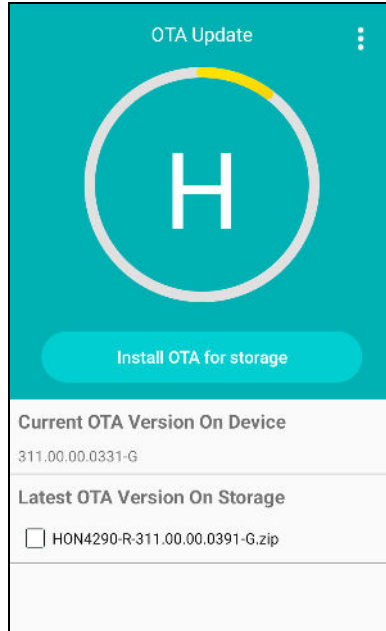 OTA Update
H
Install OTA for storage
Current OTA Version On Device
311.00.00.0331-G
Latest OTA Version On Storage
HON4290-R-311.00.00.0391-G.zip